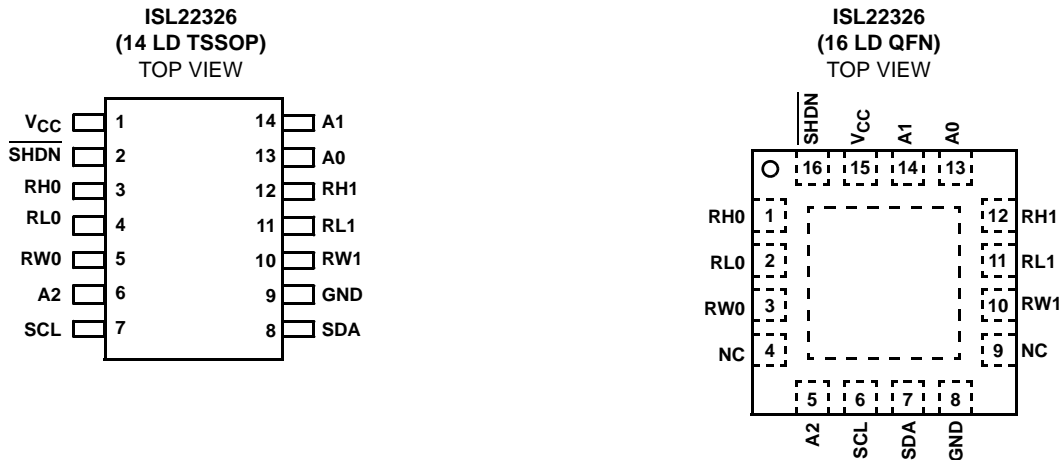 ISL22326
(14 LD TSSOP)
TOP VIEW
VCC 1 14 A1
SHDN 2 13 A0
RH0 3 12 RH1
RL0 4 11 RL1
RW0 5 10 RW1
A2 6 9 GND
SCL 7 8 SDA
ISL22326
(16 LD QFN)
TOP VIEW
SHDN VCC A1 A0
16 15 14 13
RH0 1 12 RH1
RL0 2 11 RL1
RW0 3 10 RW1
NC 4 9 NC
5 6 7 8
A2 SCL SDA GND